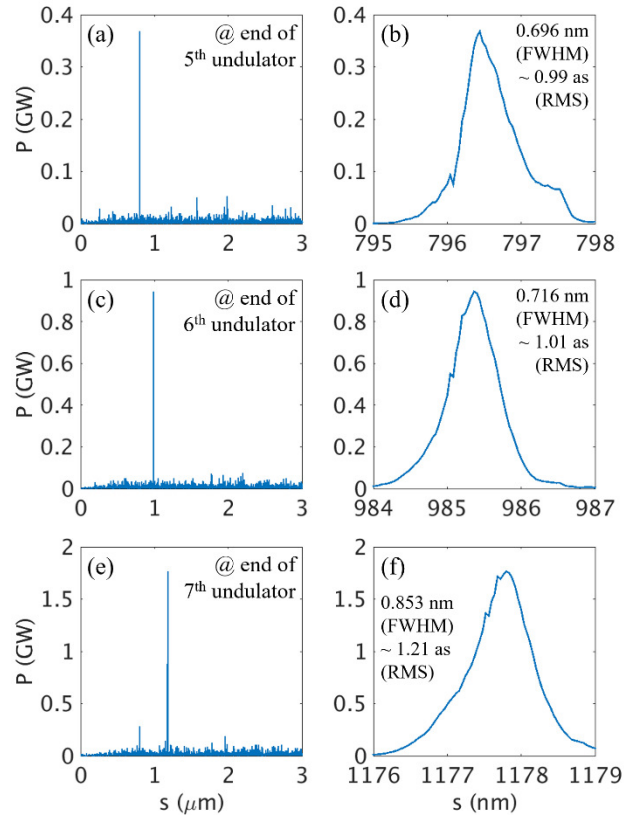 (a)
@ end of
5th undulator
P (GW)
0.4
0.3
0.2
0.1
0
0 1 2 3
(b)
0.696 nm
(FWHM)
~ 0.99 as
(RMS)
0.4
0.3
0.2
0.1
0
795 796 797 798
(c)
@ end of
6th undulator
P (GW)
1
0.8
0.6
0.4
0.2
0
0 1 2 3
(d)
0.716 nm
(FWHM)
~ 1.01 as
(RMS)
1
0.8
0.6
0.4
0.2
0
984 985 986 987
(e)
@ end of
7th undulator
P (GW)
2
1.5
1
0.5
0
0 1 2 3
s (μm)
(f)
0.853 nm
(FWHM)
~ 1.21 as
(RMS)
2
1.5
1
0.5
0
1176 1177 1178 1179
s (nm)